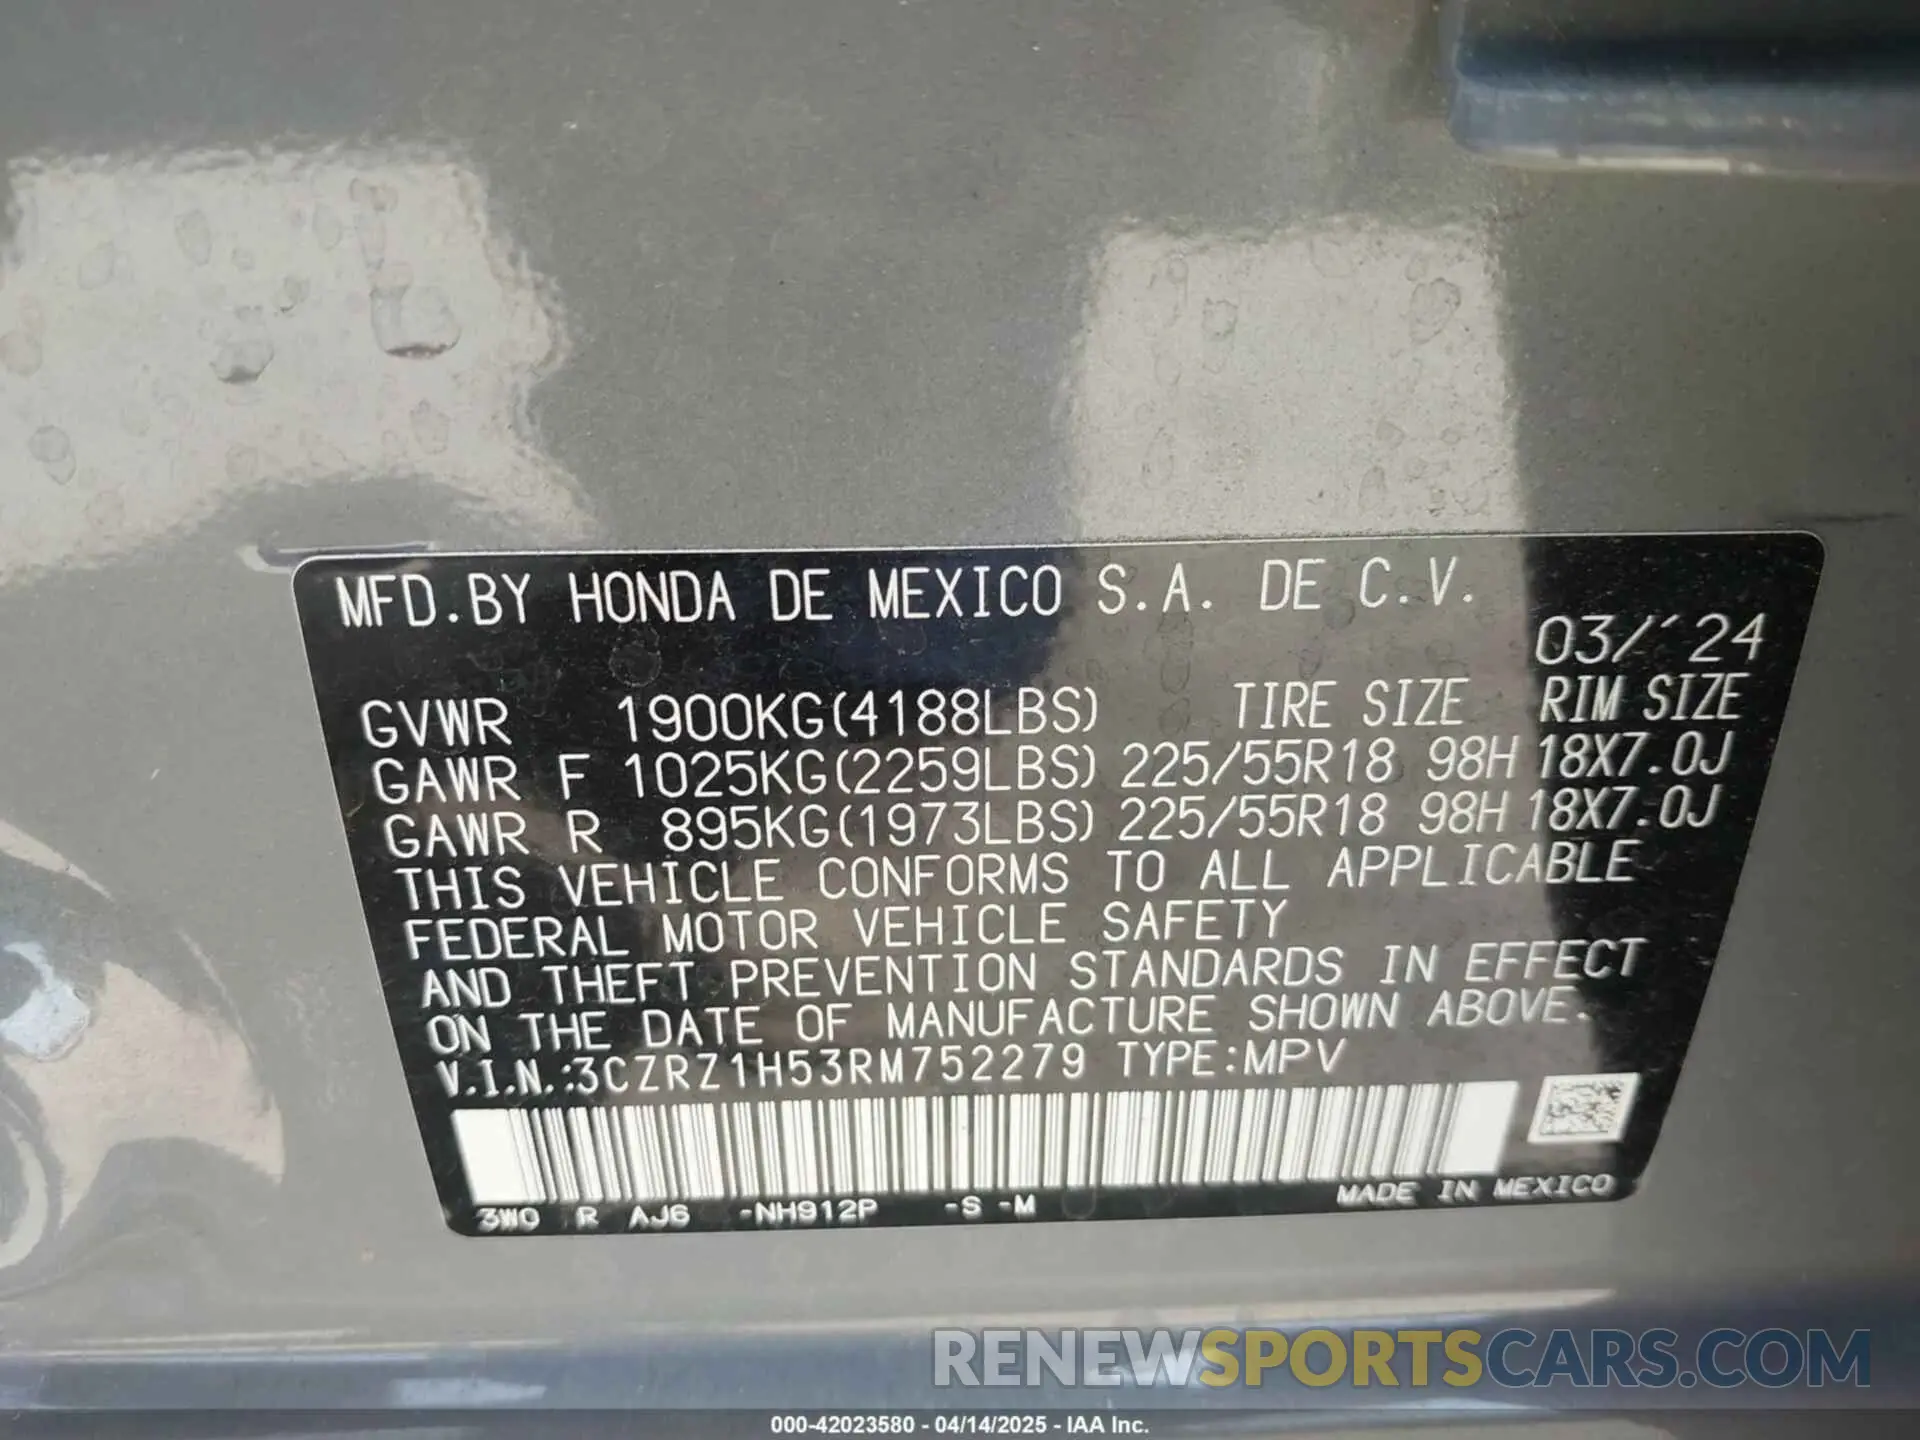 MFD.BY HONDA DE MEXICO S.A. DE C.V.
03/´24
GVWR 1900KG(4188LBS) TIRE SIZE RIM SIZE
GAWR F 1025KG(2259LBS) 225/55R18 98H 18X7.0J
GAWR R 895KG(1973LBS) 225/55R18 98H 18X7.0J
THIS VEHICLE CONFORMS TO ALL APPLICABLE
FEDERAL MOTOR VEHICLE SAFETY
AND THEFT PREVENTION STANDARDS IN EFFECT
ON THE DATE OF MANUFACTURE SHOWN ABOVE.
V.I.N.:3CZRZ1H53RM752279 TYPE:MPV
3W0 R AJ6 -NH912P -S -M MADE IN MEXICO
RENEWSPORTSCARS.COM
000-42023580 - 04/14/2025 - IAA Inc.